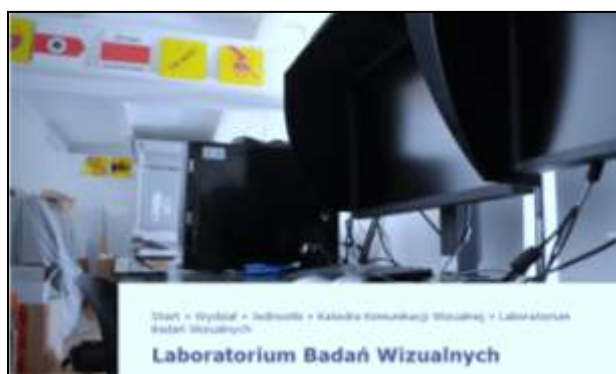 Start • Wydział • Jednostki • Katedra Komunikacji Wizualnej • Laboratorium
Badań Wizualnych
Laboratorium Badań Wizualnych